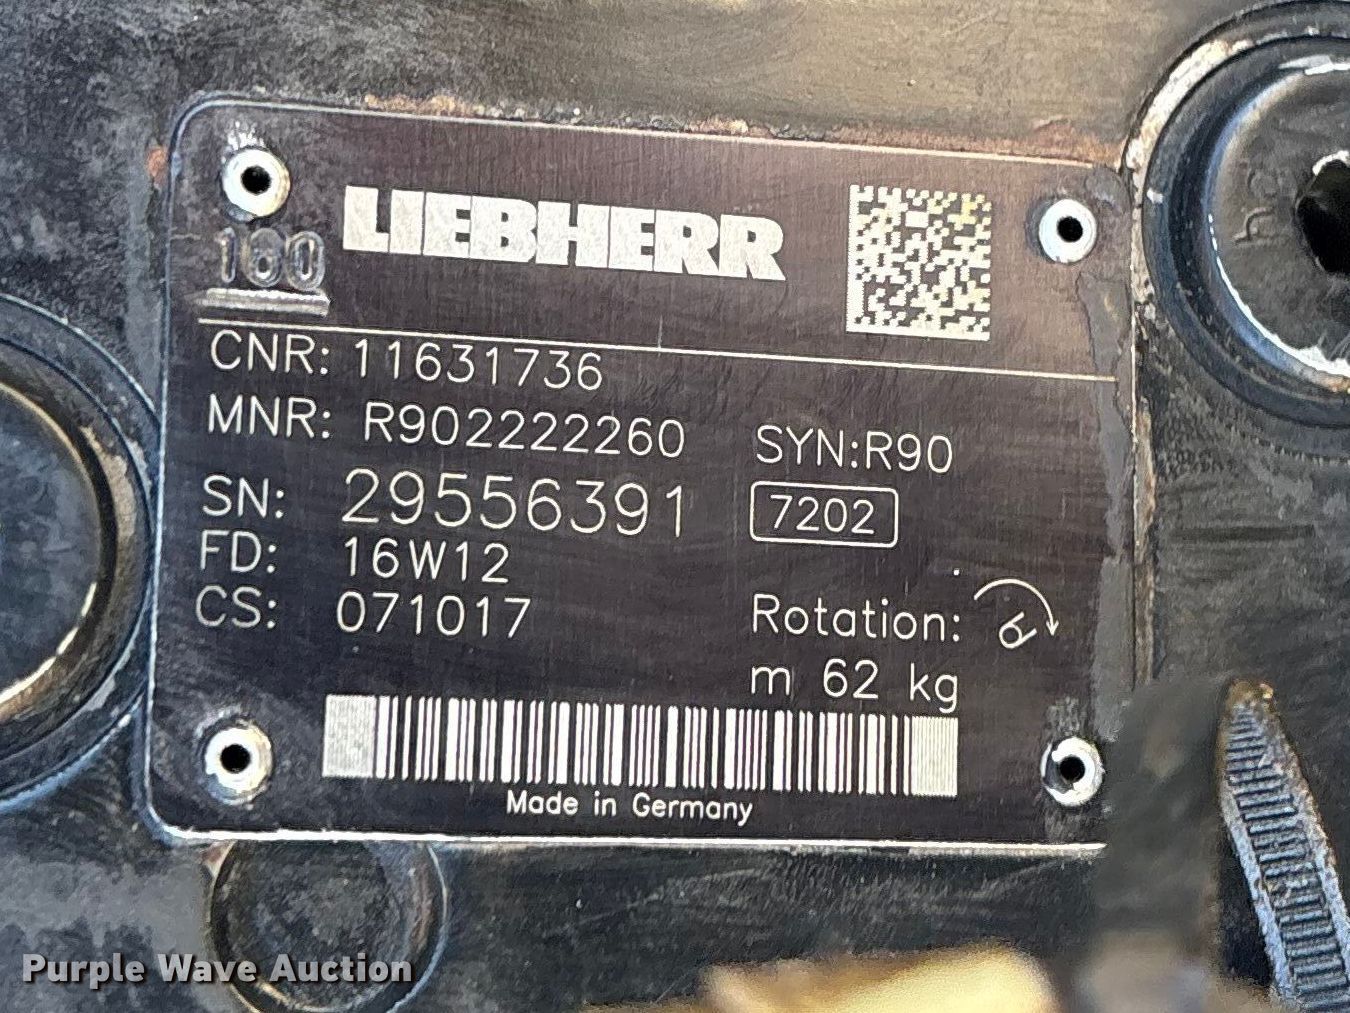 LIEBHERR
180
CNR: 11631736
MNR: R902222260 SYN:R90
SN: 29556391 7202
FD: 16W12
CS: 071017 Rotation:
m 62 kg
Made in Germany
Purple Wave Auction